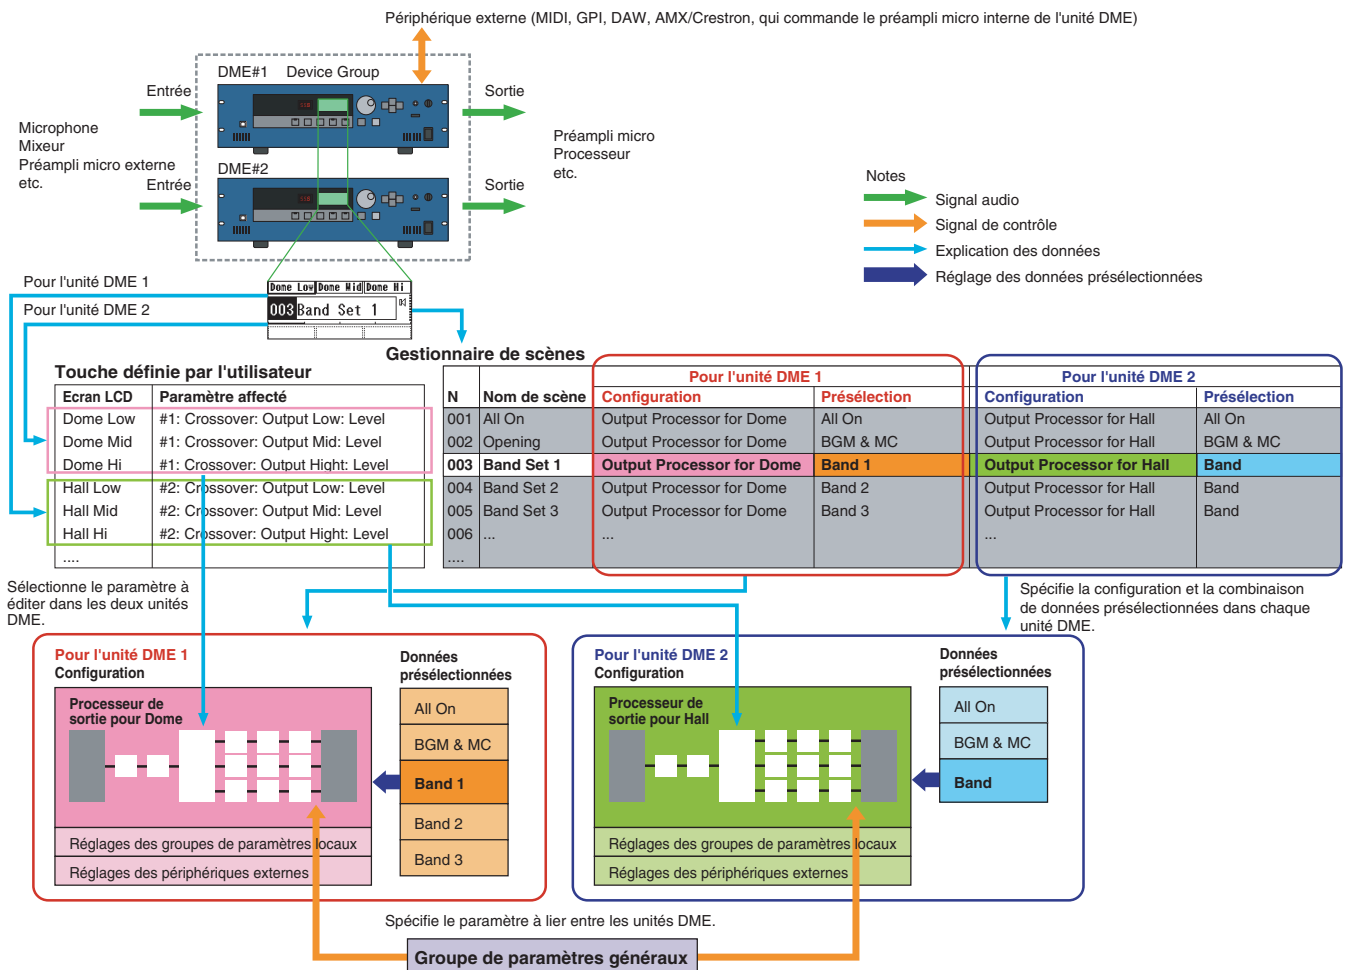 Périphérique externe (MIDI, GPI, DAW, AMX/Crestron, qui commande le préampli micro interne de l'unité DME)
DME#1 Device Group
Entrée
Sortie
Microphone
Mixeur
Préampli micro externe
etc.
Préampli micro
Processeur
etc.
DME#2
Entrée
Sortie
Notes
Signal audio
Signal de contrôle
Explication des données
Réglage des données présélectionnées
Pour l'unité DME 1
Pour l'unité DME 2
Dome Low Dome Mid Dome Hi
003 Band Set 1
Gestionnaire de scènes
Touche définie par l'utilisateur
Ecran LCD Paramètre affecté
Dome Low #1: Crossover: Output Low: Level
Dome Mid #1: Crossover: Output Mid: Level
Dome Hi #1: Crossover: Output Hight: Level
Hall Low #2: Crossover: Output Low: Level
Hall Mid #2: Crossover: Output Mid: Level
Hall Hi #2: Crossover: Output Hight: Level
....
Pour l'unité DME 1 Pour l'unité DME 2
N Nom de scène Configuration Présélection Configuration Présélection
001 All On Output Processor for Dome All On Output Processor for Hall All On
002 Opening Output Processor for Dome BGM & MC Output Processor for Hall BGM & MC
003 Band Set 1 Output Processor for Dome Band 1 Output Processor for Hall Band
004 Band Set 2 Output Processor for Dome Band 2 Output Processor for Hall Band
005 Band Set 3 Output Processor for Dome Band 3 Output Processor for Hall Band
006 ... ... ...
....
Sélectionne le paramètre à
éditer dans les deux unités
DME.
Spécifie la configuration et la combinaison
de données présélectionnées dans chaque
unité DME.
Pour l'unité DME 1
Configuration
Données
présélectionnées
Processeur de
sortie pour Dome
All On
BGM & MC
Band 1
Band 2
Band 3
Réglages des groupes de paramètres locaux
Réglages des périphériques externes
Pour l'unité DME 2
Configuration
Données
présélectionnées
Processeur de
sortie pour Hall
All On
BGM & MC
Band
Réglages des groupes de paramètres locaux
Réglages des périphériques externes
Spécifie le paramètre à lier entre les unités DME.
Groupe de paramètres généraux